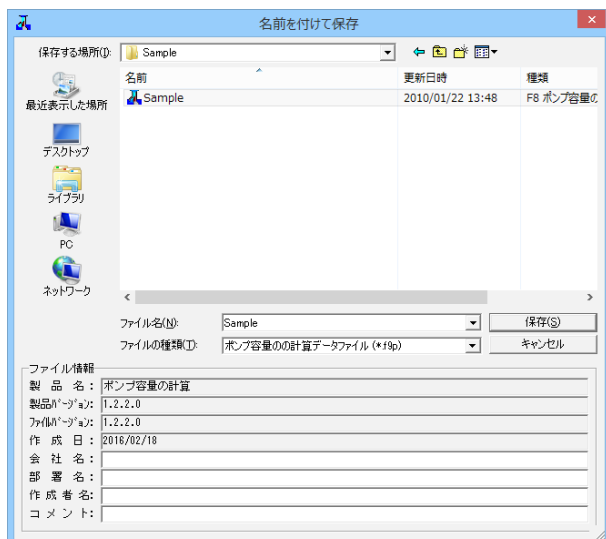 名前を付けて保存
保存する場所(I): Sample
名前 更新日時 種類
Sample 2010/01/22 13:48 F8 ポンプ容量の
最近表示した場所
デスクトップ
ライブラリ
PC
ネットワーク
ファイル名(N): Sample 保存(S)
ファイルの種類(T): ポンプ容量のの計算データファイル (*f9p) キャンセル
ファイル情報
製品名: ポンプ容量の計算
製品バージョン: 1.2.2.0
ファイルバージョン: 1.2.2.0
作成日: 2016/02/18
会社名:
部署名:
作成者名:
コメント: